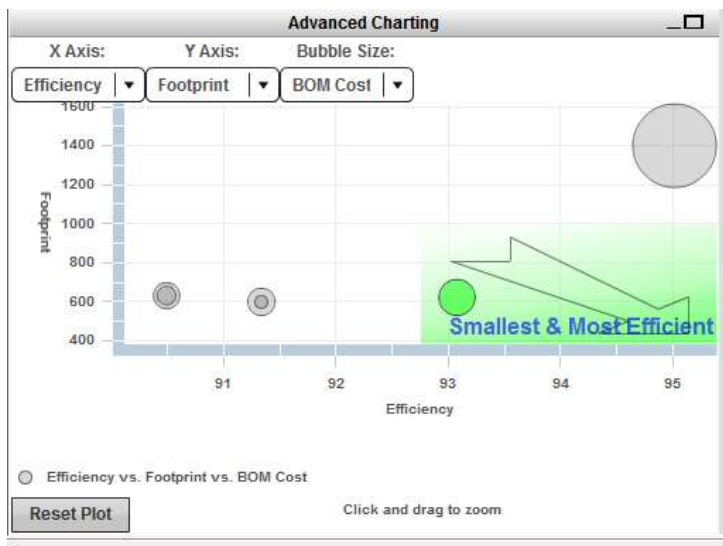 Advanced Charting
X Axis: Y Axis: Bubble Size:
Efficiency Footprint BOM Cost
1600
1400
1200
1000
800
600
400
Footprint
Smallest & Most Efficient
91 92 93 94 95
Efficiency
Efficiency vs. Footprint vs. BOM Cost
Reset Plot Click and drag to zoom